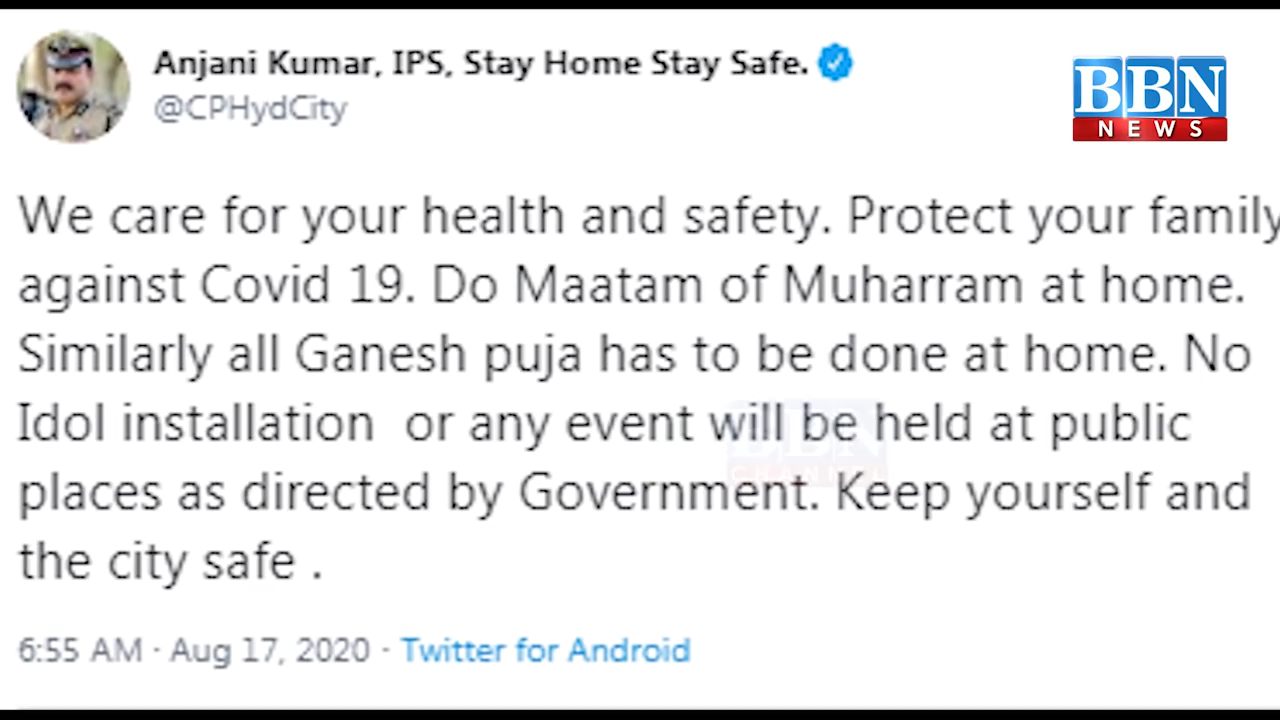 Anjani Kumar, IPS, Stay Home Stay Safe.
@CPHydCity
BBN
NEWS
We care for your health and safety. Protect your family
against Covid 19. Do Maatam of Muharram at home.
Similarly all Ganesh puja has to be done at home. No
Idol installation or any event will be held at public
places as directed by Government. Keep yourself and
the city safe .
BBN
CHANNEL
6:55 AM · Aug 17, 2020 · Twitter for Android